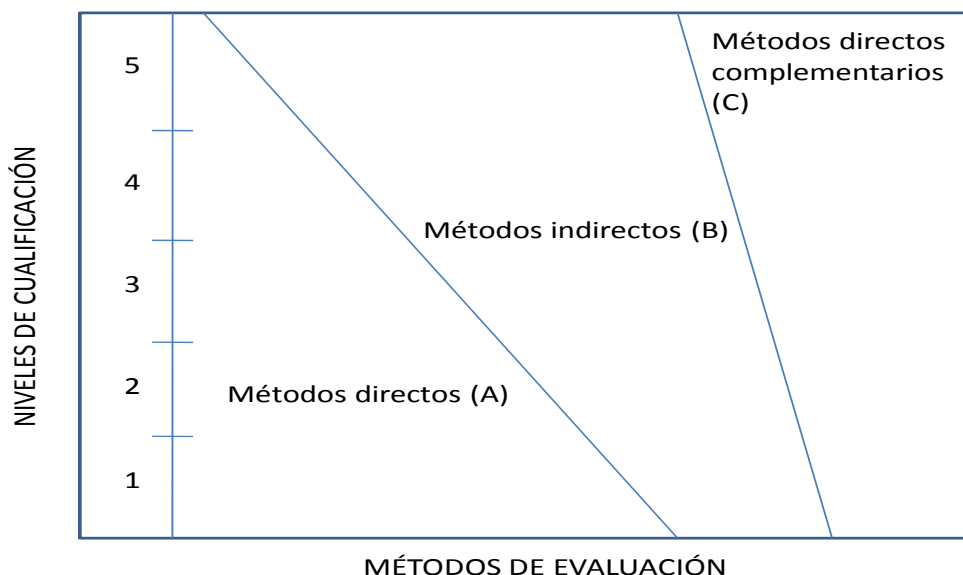 NIVELES DE CUALIFICACIÓN
5
4
3
2
1
Métodos directos
complementarios
(C)
Métodos indirectos (B)
Métodos directos (A)
MÉTODOS DE EVALUACIÓN